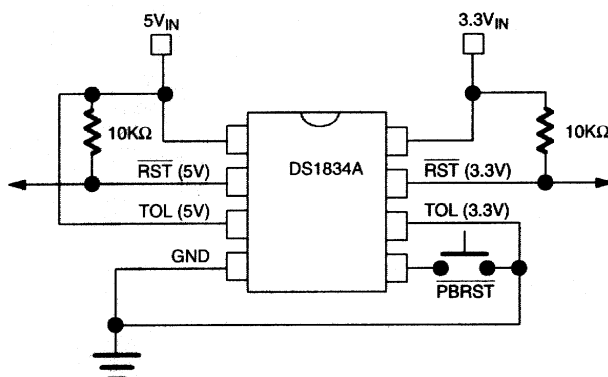 5V_IN
3.3V_IN
10KΩ
DS1834A
10KΩ
RST (5V)
RST (3.3V)
TOL (5V)
TOL (3.3V)
GND
PBRST